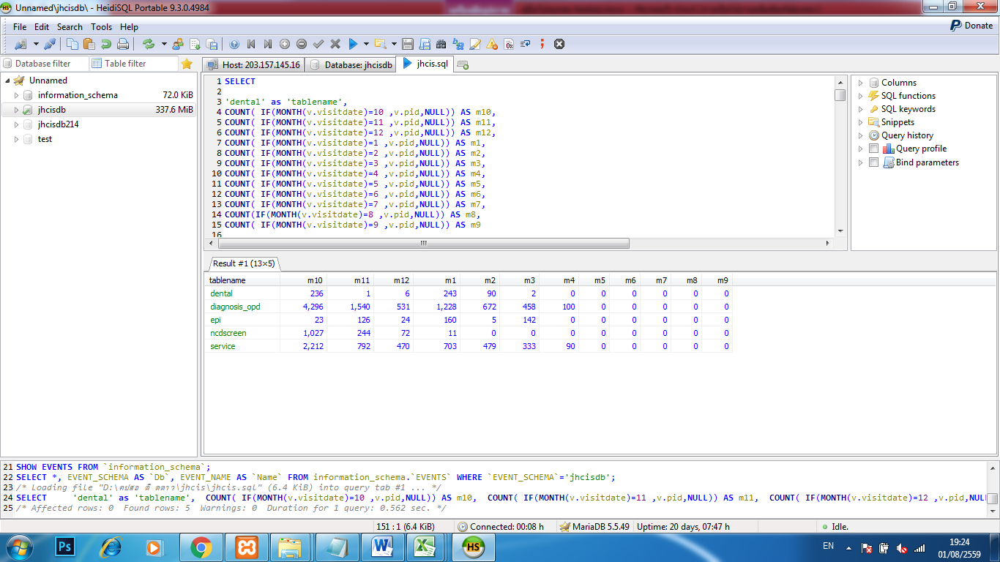 Unnamed\jhcisdb\ - HeidiSQL Portable 9.3.0.4984
File Edit Search Tools Help
Donate
Database filter Table filter
Host: 203.157.145.16 Database: jhcisdb jhcis.sql
Unnamed
information_schema 72.0 KiB
jhcisdb 337.6 MiB
jhcisdb214
test
1 SELECT
2
3 'dental' as 'tablename',
4 COUNT( IF(MONTH(v.visitdate)=10 ,v.pid,NULL)) AS m10,
5 COUNT( IF(MONTH(v.visitdate)=11 ,v.pid,NULL)) AS m11,
6 COUNT( IF(MONTH(v.visitdate)=12 ,v.pid,NULL)) AS m12,
7 COUNT( IF(MONTH(v.visitdate)=1 ,v.pid,NULL)) AS m1,
8 COUNT( IF(MONTH(v.visitdate)=2 ,v.pid,NULL)) AS m2,
9 COUNT( IF(MONTH(v.visitdate)=3 ,v.pid,NULL)) AS m3,
10 COUNT( IF(MONTH(v.visitdate)=4 ,v.pid,NULL)) AS m4,
11 COUNT( IF(MONTH(v.visitdate)=5 ,v.pid,NULL)) AS m5,
12 COUNT( IF(MONTH(v.visitdate)=6 ,v.pid,NULL)) AS m6,
13 COUNT( IF(MONTH(v.visitdate)=7 ,v.pid,NULL)) AS m7,
14 COUNT(IF(MONTH(v.visitdate)=8 ,v.pid,NULL)) AS m8,
15 COUNT( IF(MONTH(v.visitdate)=9 ,v.pid,NULL)) AS m9
16
Columns
SQL functions
SQL keywords
Snippets
Query history
Query profile
Bind parameters
Result #1 (13×5)
tablename m10 m11 m12 m1 m2 m3 m4 m5 m6 m7 m8 m9
dental 236 1 6 243 90 2 0 0 0 0 0 0
diagnosis_opd 4,296 1,540 531 1,228 672 458 100 0 0 0 0 0
epi 23 126 24 160 5 142 0 0 0 0 0 0
ncdscreen 1,027 244 72 11 0 0 0 0 0 0 0 0
service 2,212 792 470 703 479 333 90 0 0 0 0 0
21 SHOW EVENTS FROM `information_schema`;
22 SELECT *, EVENT_SCHEMA AS `Db`, EVENT_NAME AS `Name` FROM information_schema.`EVENTS` WHERE `EVENT_SCHEMA`='jhcisdb';
23 /* Loading file "D:\ \jhcis\jhcis.sql" (6.4 KiB) into query tab #1 ... */
24 SELECT 'dental' as 'tablename', COUNT( IF(MONTH(v.visitdate)=10 ,v.pid,NULL)) AS m10, COUNT( IF(MONTH(v.visitdate)=11 ,v.pid,NULL)) AS m11, COUNT( IF(MONTH(v.visitdate)=12 ,v.pid,NUL
25 /* Affected rows: 0 Found rows: 5 Warnings: 0 Duration for 1 query: 0.562 sec. */
151 : 1 (6.4 KiB) Connected: 00:08 h MariaDB 5.5.49 Uptime: 20 days, 07:47 h Idle.
EN 19:24
01/08/2559